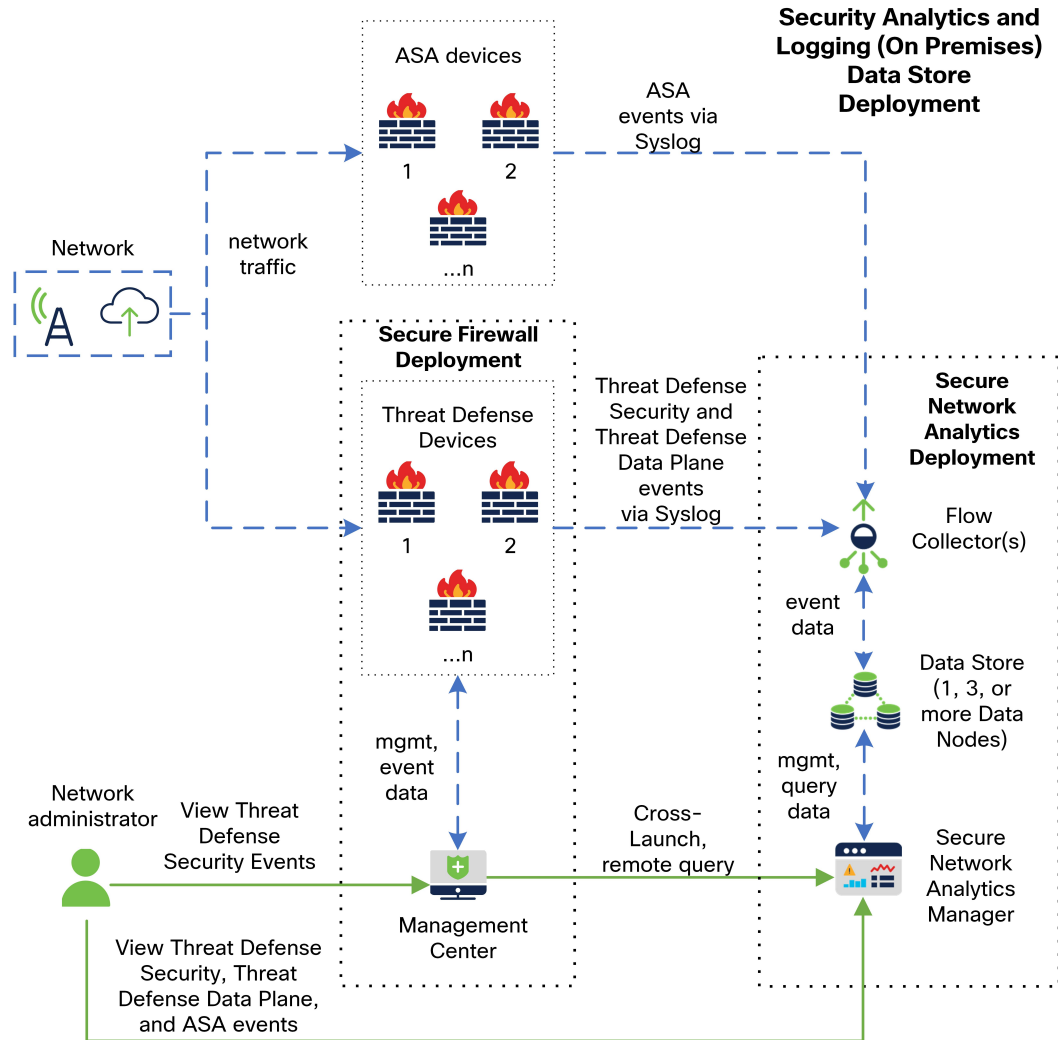 Security Analytics and
Logging (On Premises)
Data Store
Deployment
ASA devices
1
2
...n
ASA
events via
Syslog
Network
network
traffic
Secure Firewall
Deployment
Threat Defense
Devices
1
2
...n
Threat Defense
Security and
Threat Defense
Data Plane
events
via Syslog
Secure
Network
Analytics
Deployment
Flow
Collector(s)
event
data
Data Store
(1, 3, or
more Data
Nodes)
mgmt,
event
data
mgmt,
query
data
Network
administrator
View Threat
Defense
Security Events
Cross-
Launch,
remote query
Secure
Network
Analytics
Manager
Management
Center
View Threat Defense
Security, Threat
Defense Data Plane,
and ASA events